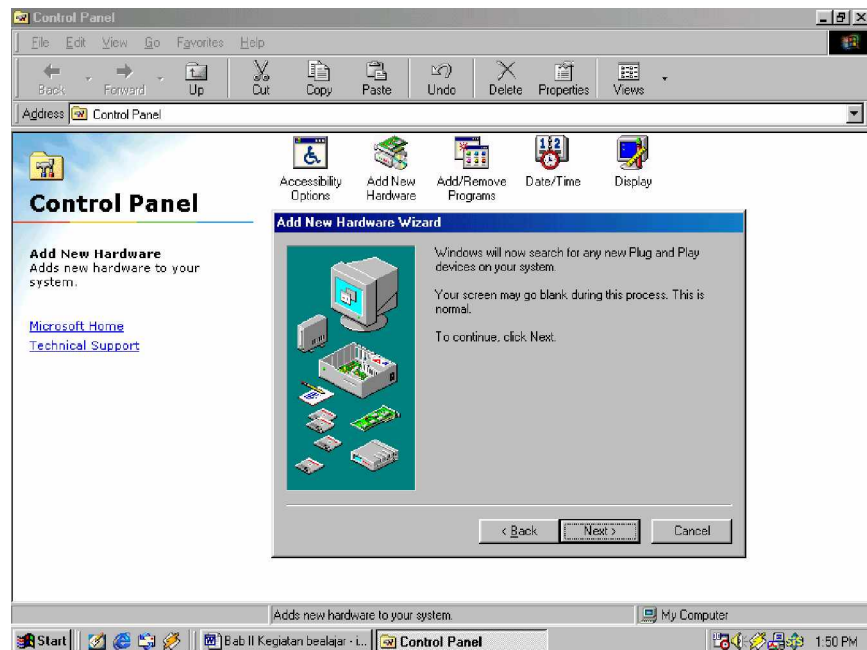 Control Panel
File Edit View Go Favorites Help
Back Forward Up Cut Copy Paste Undo Delete Properties Views
Address Control Panel
Control Panel
Add New Hardware
Adds new hardware to your
system.
Microsoft Home
Technical Support
Accessibility Options
Add New Hardware
Add/Remove Programs
Date/Time
Display
Add New Hardware Wizard
Windows will now search for any new Plug and Play
devices on your system.
Your screen may go blank during this process. This is
normal.
To continue, click Next.
< Back Next > Cancel
Adds new hardware to your system. My Computer
Start Bab II Kegiatan bealajar - i... Control Panel 1:50 PM